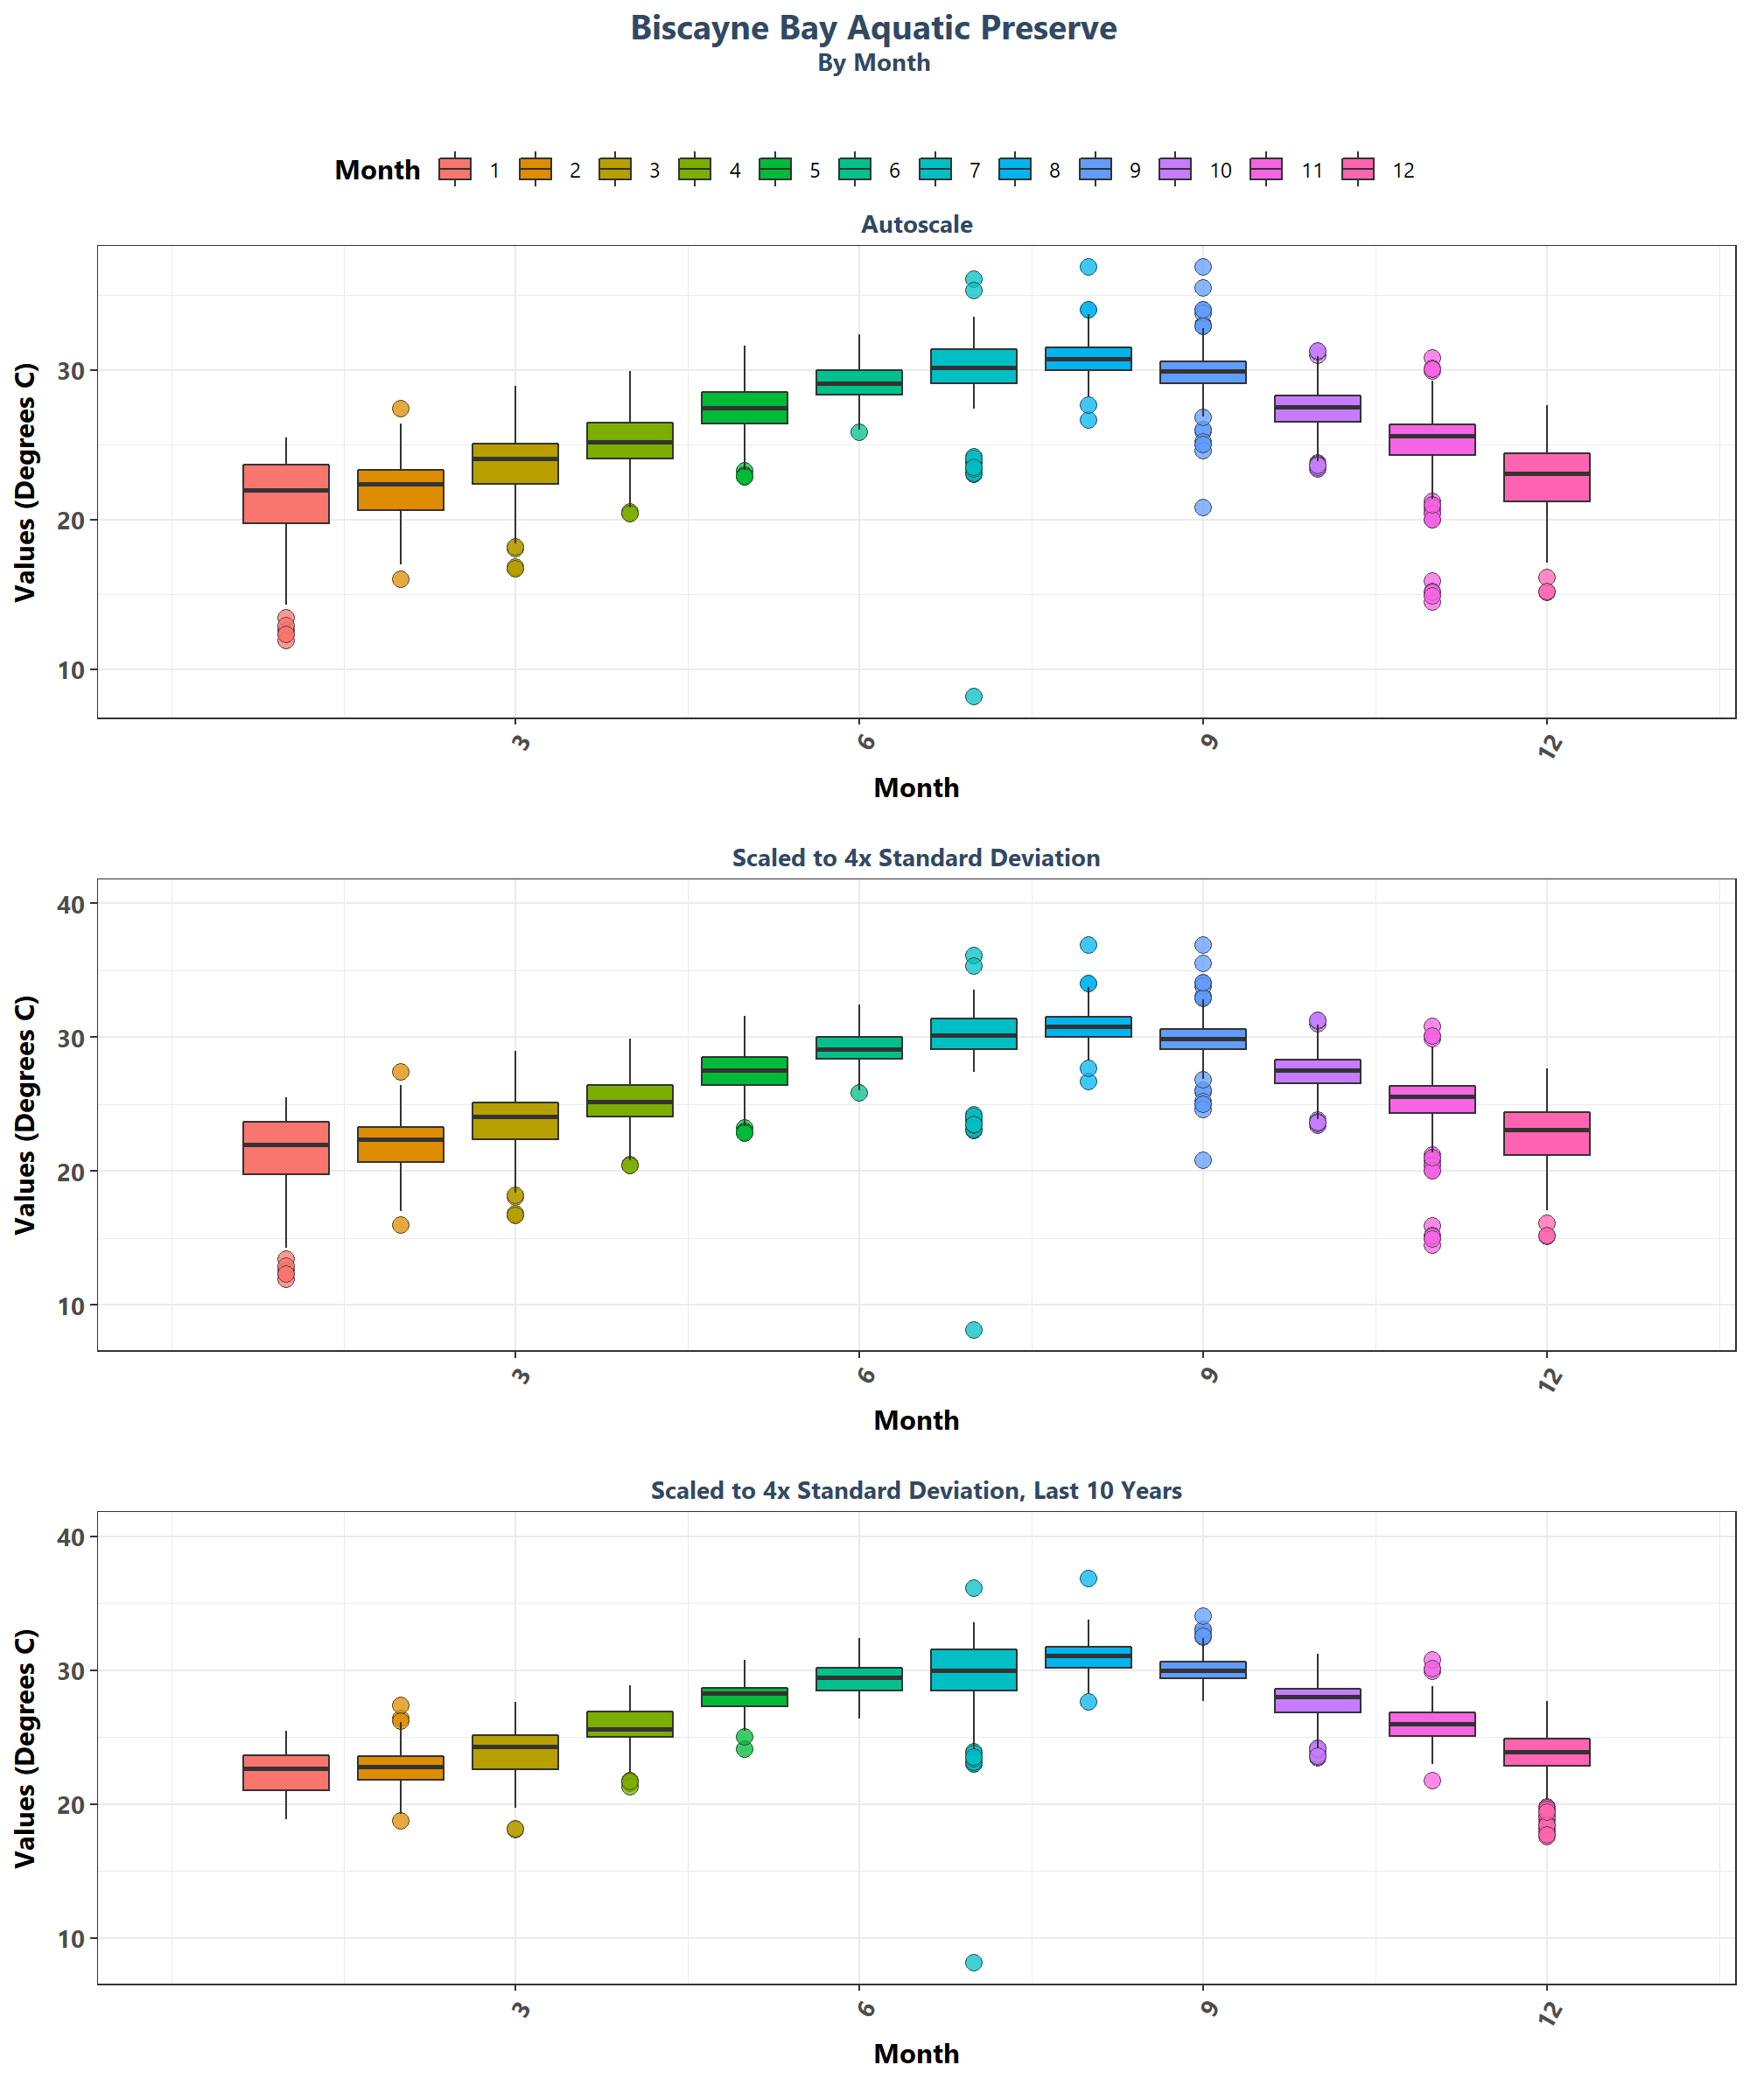 Biscayne Bay Aquatic Preserve
By Month
Month 1 2 3 4 5 6 7 8 9 10 11 12
Autoscale
Values (Degrees C)
30
20
10
3 6 9 12
Month
Scaled to 4x Standard Deviation
Values (Degrees C)
40
30
20
10
3 6 9 12
Month
Scaled to 4x Standard Deviation, Last 10 Years
Values (Degrees C)
40
30
20
10
3 6 9 12
Month